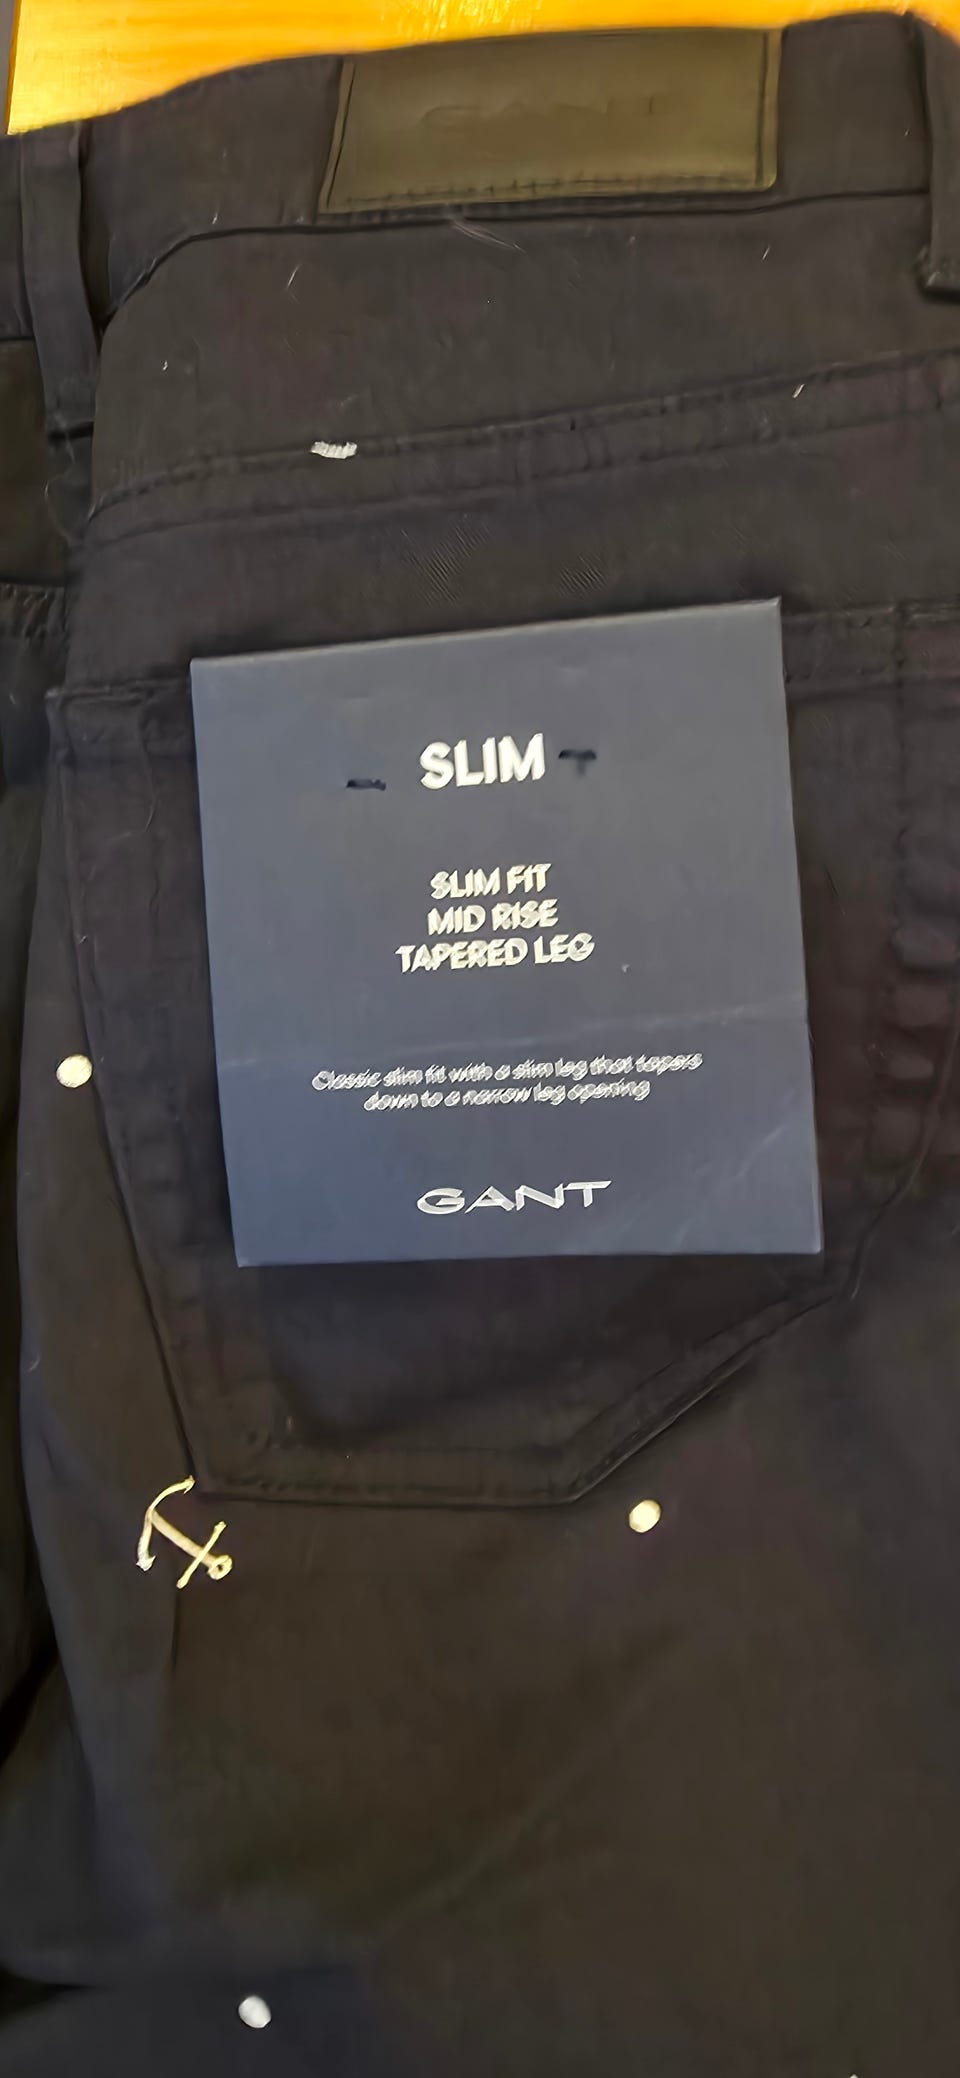 SLIM
SLIM FIT
MID RISE
TAPERED LEG
Classic slim fit with a slim leg that tapers
down to a narrow leg opening
GANT